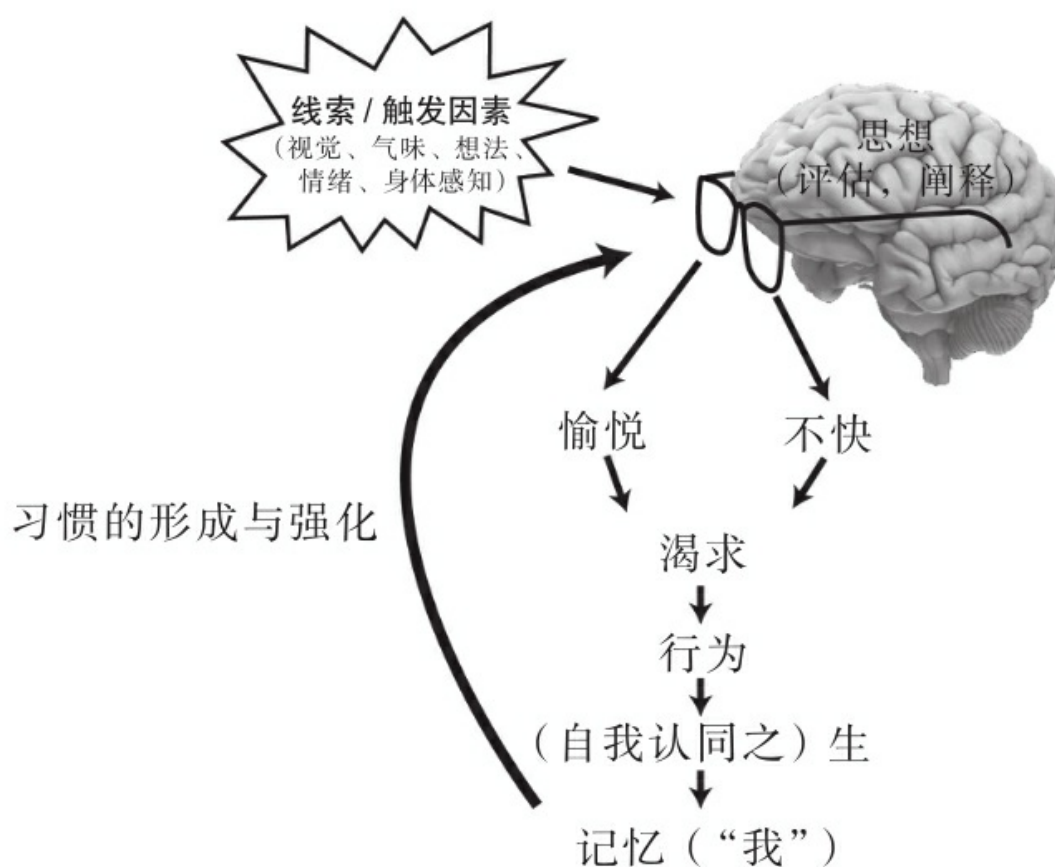 线索 / 触发因素
（视觉、气味、想法、
情绪、身体感知）
思想
（评估，阐释）
愉悦
不快
习惯的形成与强化
渴求
行为
（自我认同之）生
记忆（“我”）